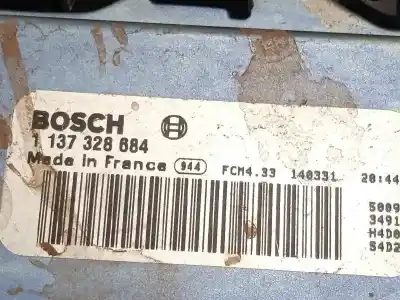 BOSCH
1 137 328 684
Made in France 944 FCM4.33 140331 20:44
5009
3491
H4D0
54D2